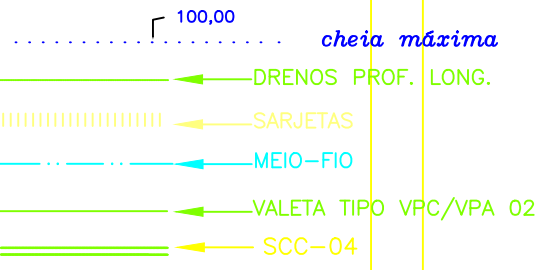 100,00
cheia máxima
DRENOS PROF. LONG.
SARJETAS
MEIO-FIO
VALETA TIPO VPC/VPA 02
SCC-04